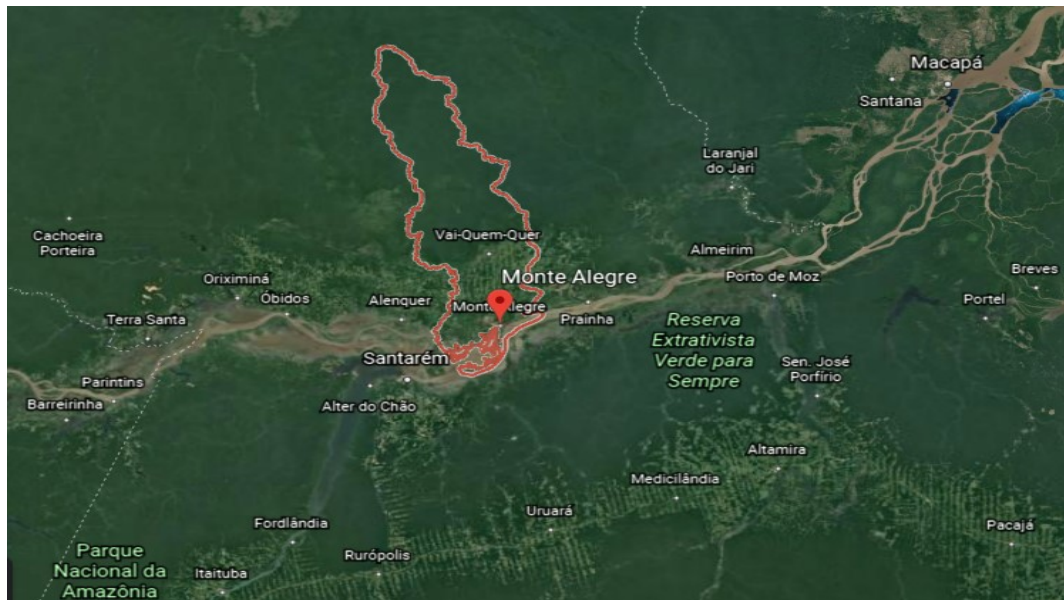 Macapá
Santana
Laranjal
do Jari
Cachoeira
Porteira
Vai-Quem-Quer
Almeirim
Oriximiná
Óbidos
Alenquer
Monte Alegre
Monte Alegre
Porto de Moz
Breves
Portel
Terra Santa
Prainha
Reserva
Extrativista
Verde para
Sempre
Santarém
Sen. José
Porfírio
Parintins
Barreirinha
Alter do Chão
Altamira
Medicilândia
Uruará
Fordlândia
Pacajá
Rurópolis
Parque
Nacional da
Amazônia
Itaituba